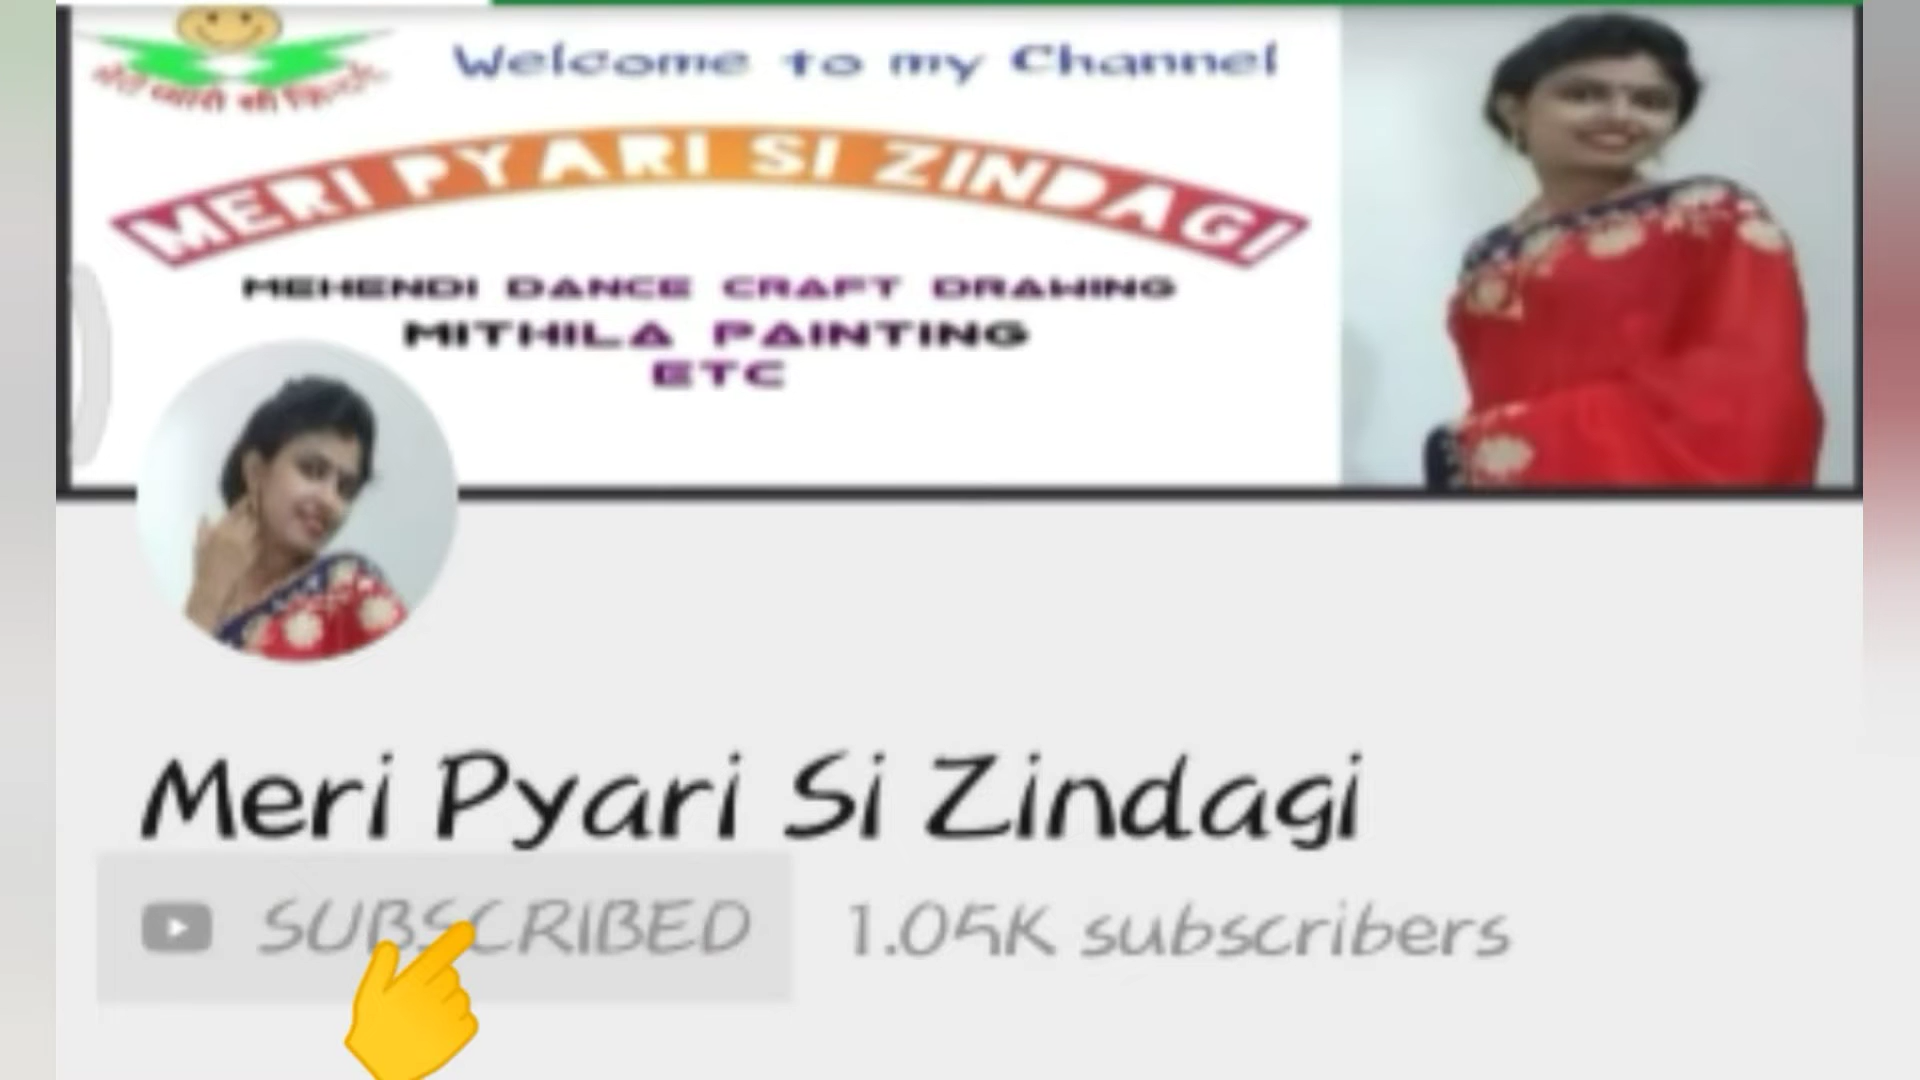 Welcome to my Channel
मेरी प्यारी सी ज़िन्दगी
MERI PYARI SI ZINDAGI
MEHENDI DANCE CRAFT DRAWING
MITHILA PAINTING
ETC
Meri Pyari Si Zindagi
SUBSCRIBED 1.05K subscribers